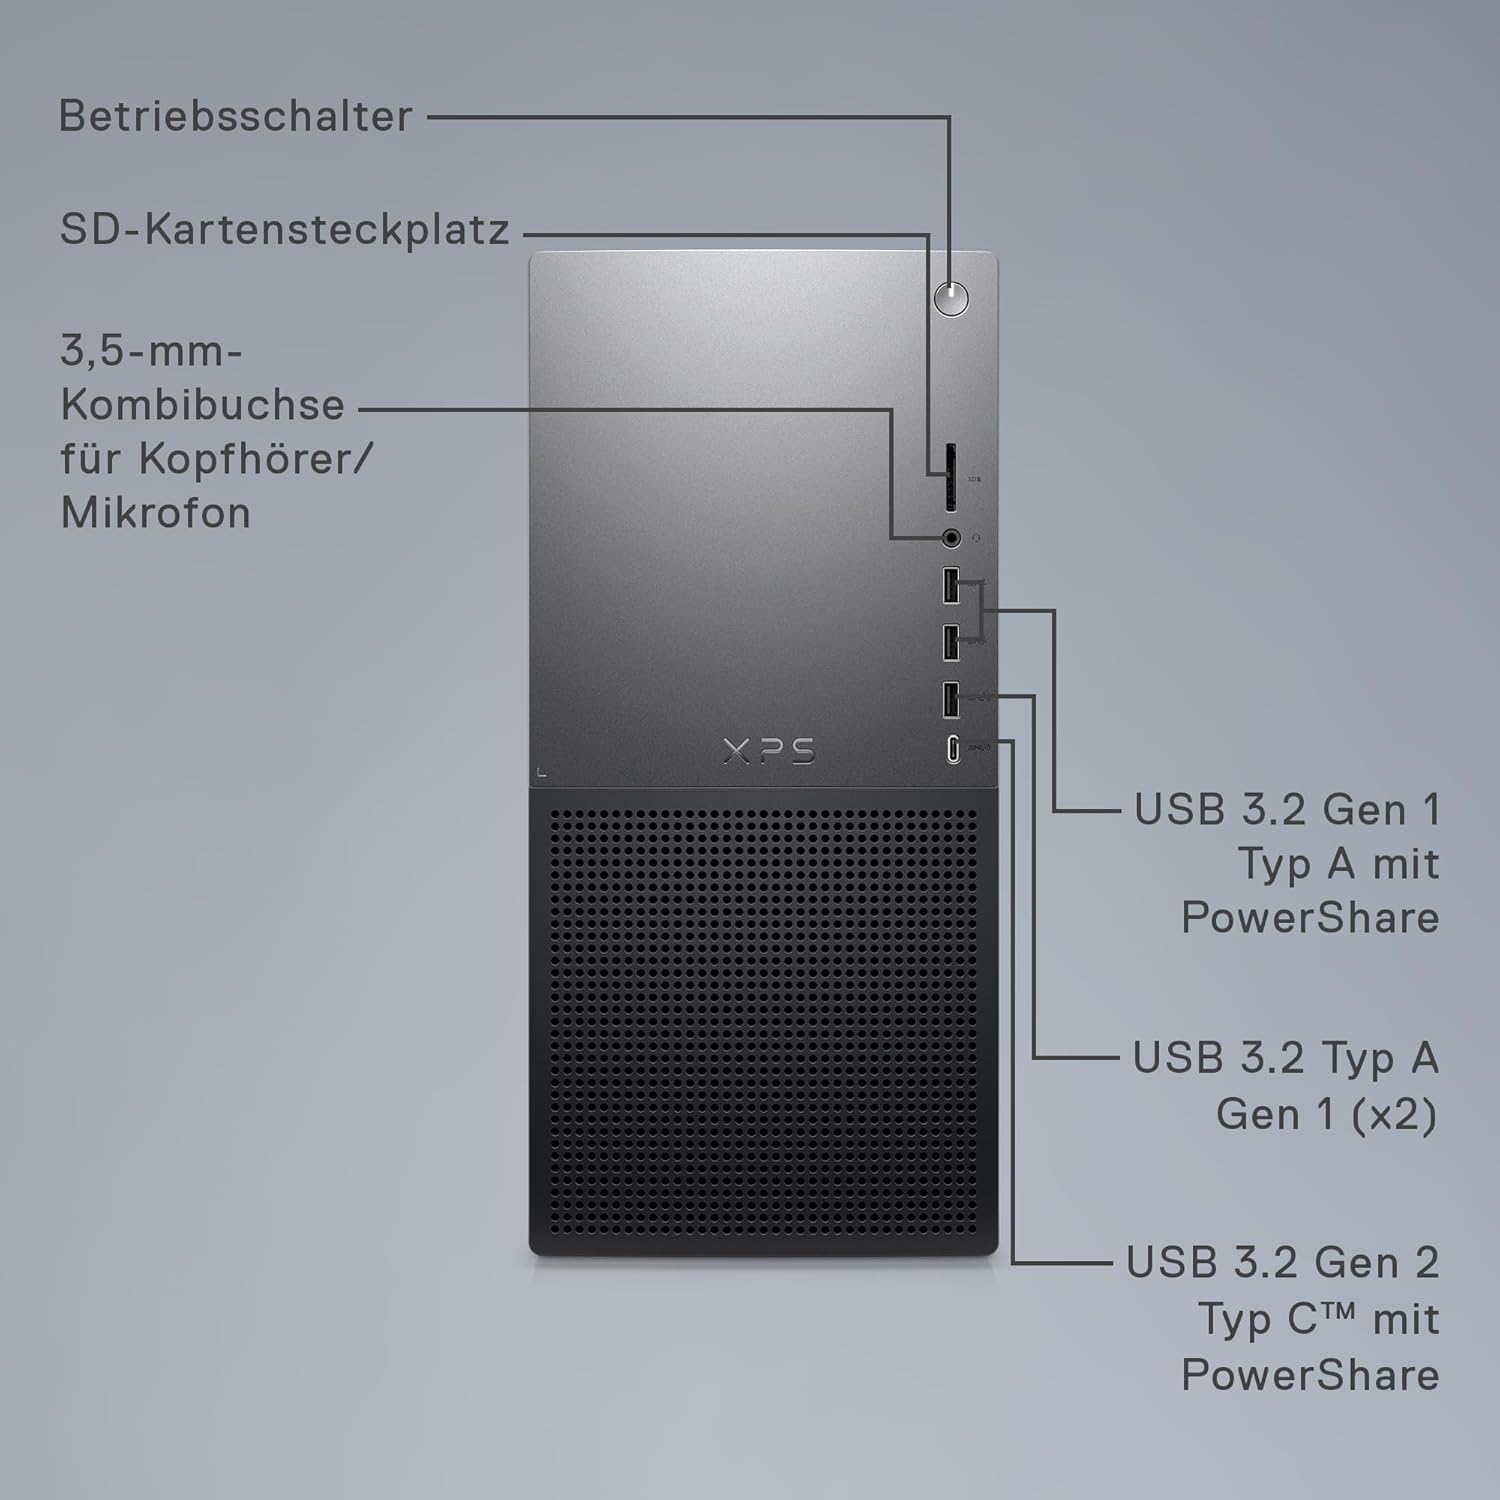 Betriebsschalter
SD-Kartensteckplatz
3,5-mm-
Kombibuchse
für Kopfhörer/
Mikrofon
XPS
USB 3.2 Gen 1
Typ A mit
PowerShare
USB 3.2 Typ A
Gen 1 (x2)
USB 3.2 Gen 2
Typ C™ mit
PowerShare